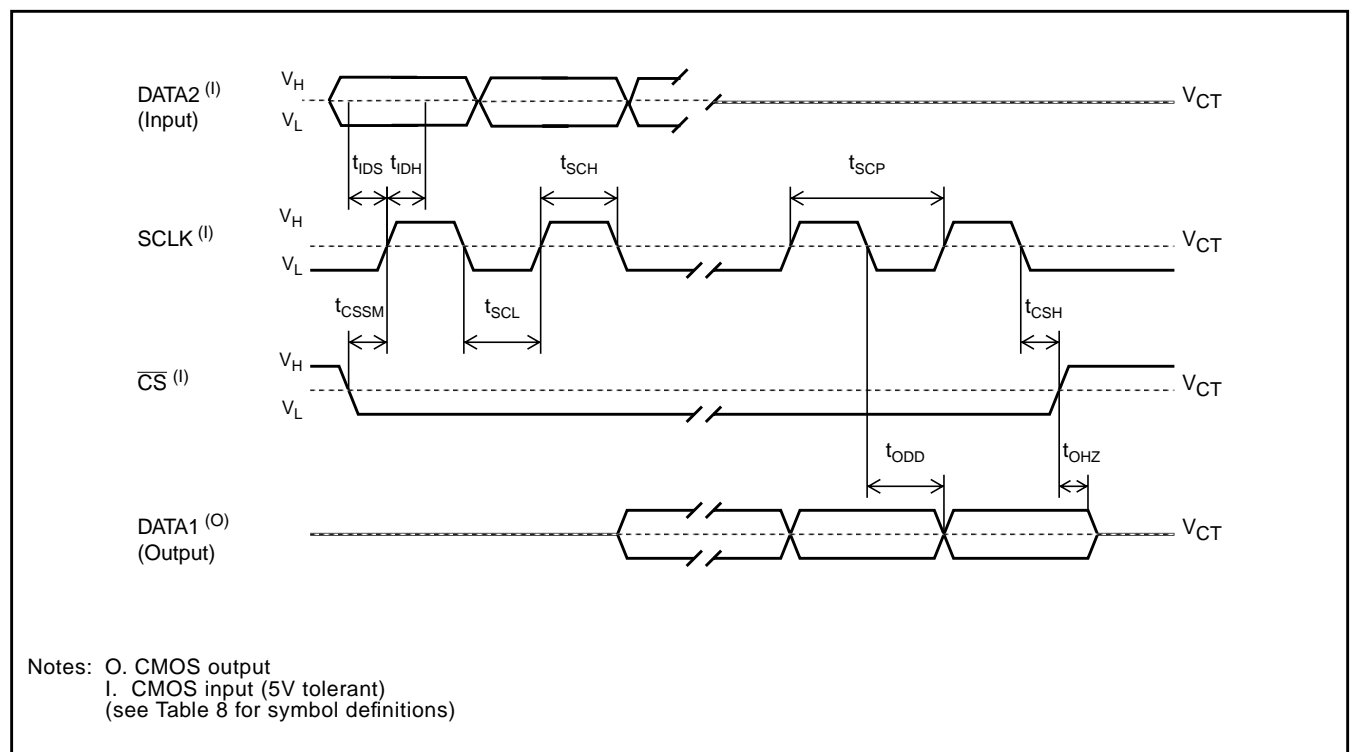 DATA2 (I)
(Input)
VH
VL
VCT
tIDS tIDH tSCH tSCP
SCLK (I)
VH
VL
VCT
tCSSM tSCL tCSH
CS (I)
VH
VL
VCT
tODD tOHZ
DATA1 (O)
(Output)
VCT
Notes: O. CMOS output
I. CMOS input (5V tolerant)
(see Table 8 for symbol definitions)